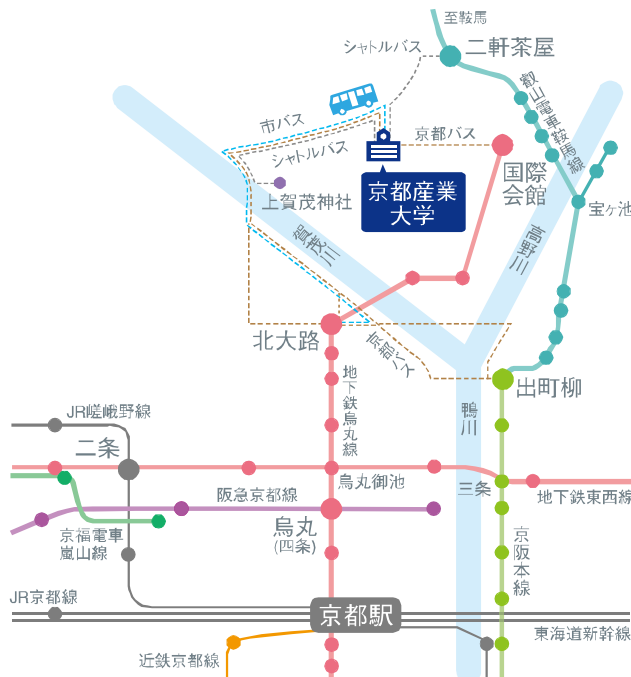 至鞍馬
シャトルバス
二軒茶屋
叡山電車鞍馬線
市バス
京都バス
シャトルバス
国際
会館
上賀茂神社
京都産業
大学
宝ヶ池
賀茂川
高野川
北大路
京都バス
地下鉄烏丸線
出町柳
JR嵯峨野線
鴨川
二条
烏丸御池
三条
地下鉄東西線
阪急京都線
烏丸
(四条)
京福電車
嵐山線
京阪本線
JR京都線
京都駅
東海道新幹線
近鉄京都線